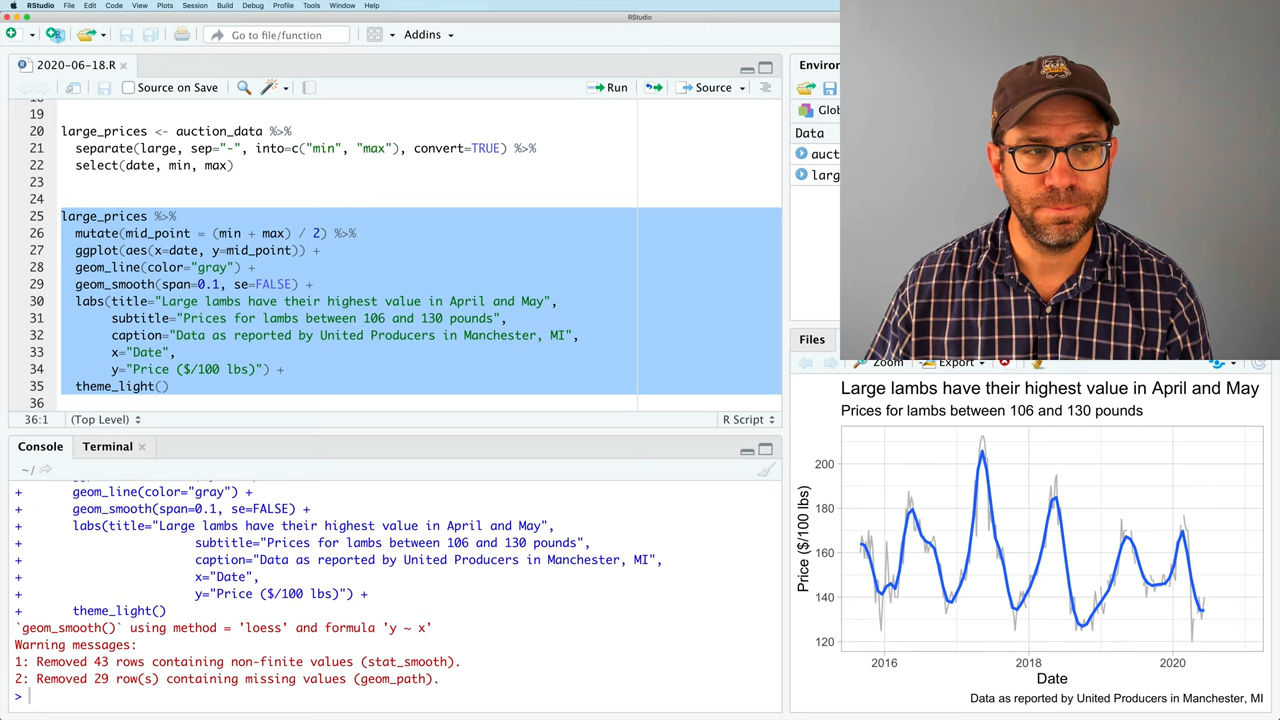 RStudio File Edit Code View Plots Session Build Debug Profile Tools Window Help
RStudio
Go to file/function
Addins
2020-06-18.R
Source on Save
Run
Source
19
20 large_prices <- auction_data %>%
21 separate(large, sep="-", into=c("min", "max"), convert=TRUE) %>%
22 select(date, min, max)
23
24
25 large_prices %>%
26 mutate(mid_point = (min + max) / 2) %>%
27 ggplot(aes(x=date, y=mid_point)) +
28 geom_line(color="gray") +
29 geom_smooth(span=0.1, se=FALSE) +
30 labs(title="Large lambs have their highest value in April and May",
31 subtitle="Prices for lambs between 106 and 130 pounds",
32 caption="Data as reported by United Producers in Manchester, MI",
33 x="Date",
34 y="Price ($/100 lbs)") +
35 theme_light()
36
36:1 (Top Level) R Script
Console Terminal
~/
+ geom_line(color="gray") +
+ geom_smooth(span=0.1, se=FALSE) +
+ labs(title="Large lambs have their highest value in April and May",
+ subtitle="Prices for lambs between 106 and 130 pounds",
+ caption="Data as reported by United Producers in Manchester, MI",
+ x="Date",
+ y="Price ($/100 lbs)") +
+ theme_light()
`geom_smooth()` using method = 'loess' and formula 'y ~ x'
Warning messages:
1: Removed 43 rows containing non-finite values (stat_smooth).
2: Removed 29 row(s) containing missing values (geom_path).
>
Environ
Glob
Data
auct
larg
Files
Zoom Export
Large lambs have their highest value in April and May
Prices for lambs between 106 and 130 pounds
Price ($/100 lbs)
200
180
160
140
120
2016 2018 2020
Date
Data as reported by United Producers in Manchester, MI